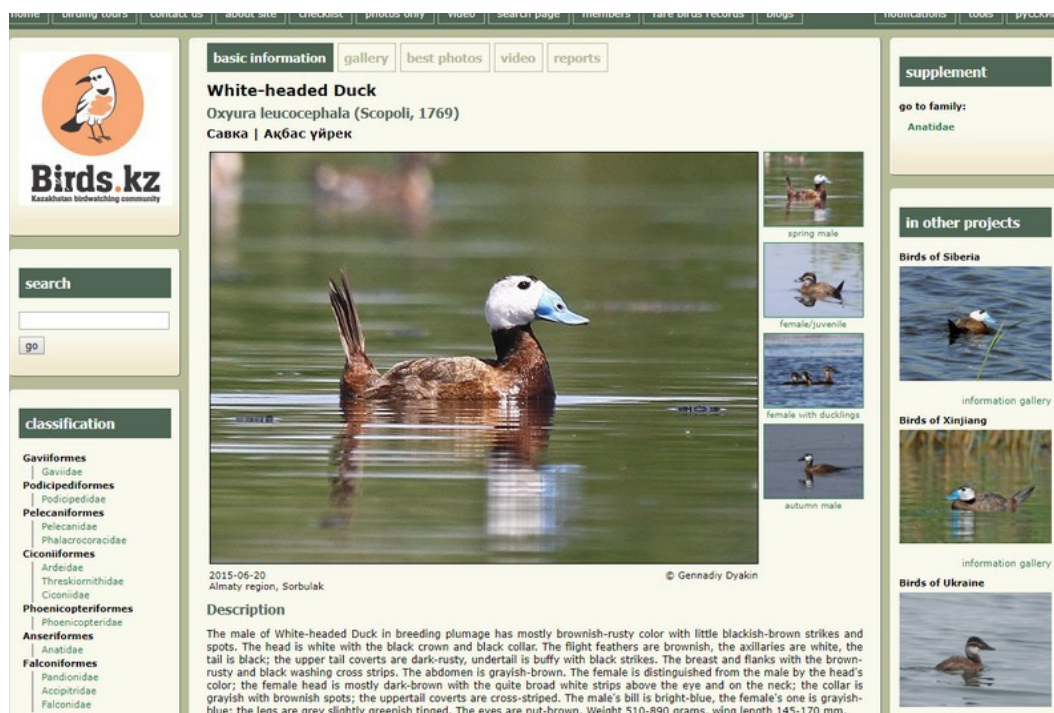 home
birding tours
contact us
about site
checklist
photos only
video
search page
members
rare birds records
blogs
notifications
tools
Birds.kz
Kazakhstan birdwatching community
search
go
classification
Gaviiformes
Gaviidae
Podicipediformes
Podicipedidae
Pelecaniformes
Pelecanidae
Phalacrocoracidae
Ciconiiformes
Ardeidae
Threskiornithidae
Ciconiidae
Phoenicopteriformes
Phoenicopteridae
Anseriformes
Anatidae
Falconiformes
Pandionidae
Accipitridae
Falconidae
basic information
gallery
best photos
video
reports
White-headed Duck
Oxyura leucocephala (Scopoli, 1769)
Савка | Ақбас үйрек
spring male
female/juvenile
female with ducklings
autumn male
2015-06-20
© Gennadiy Dyakin
Almaty region, Sorbulak
Description
The male of White-headed Duck in breeding plumage has mostly brownish-rusty color with little blackish-brown strikes and
spots. The head is white with the black crown and black collar. The flight feathers are brownish, the axillaries are white, the
tail is black; the upper tail coverts are dark-rusty, undertail is buffy with black strikes. The breast and flanks with the brown-
rusty and black washing cross strips. The abdomen is grayish-brown. The female is distinguished from the male by the head's
color; the female head is mostly dark-brown with the quite broad white strips above the eye and on the neck; the collar is
grayish with brownish spots; the uppertail coverts are cross-striped. The male's bill is bright-blue, the female's one is grayish-
blue; the legs are grey slightly greenish tinged. The eyes are nut-brown. Weight 510-890 grams, wing length 145-170 mm,
supplement
go to family:
Anatidae
in other projects
Birds of Siberia
information gallery
Birds of Xinjiang
information gallery
Birds of Ukraine